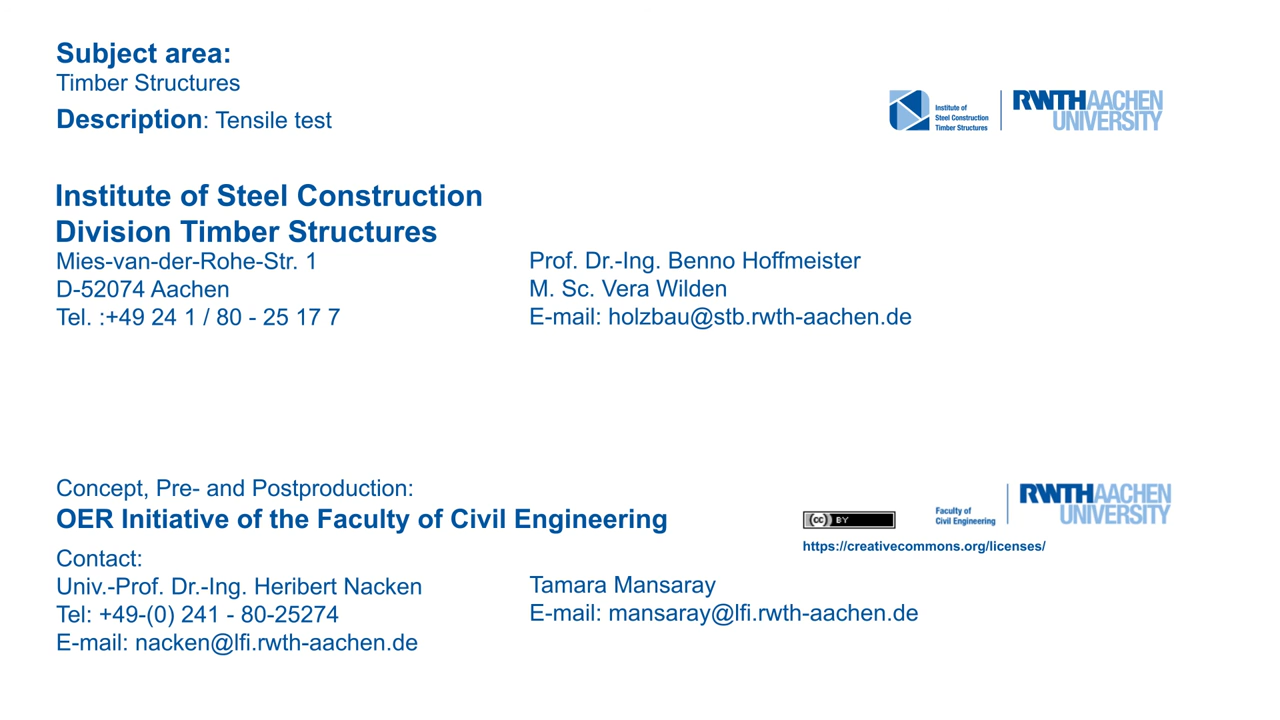 Subject area:
Timber Structures
Description: Tensile test
Institute of
Steel Construction
Timber Structures
RWTH AACHEN
UNIVERSITY
Institute of Steel Construction
Division Timber Structures
Mies-van-der-Rohe-Str. 1
D-52074 Aachen
Tel. :+49 24 1 / 80 - 25 17 7
Prof. Dr.-Ing. Benno Hoffmeister
M. Sc. Vera Wilden
E-mail: holzbau@stb.rwth-aachen.de
Concept, Pre- and Postproduction:
OER Initiative of the Faculty of Civil Engineering
cc BY
https://creativecommons.org/licenses/
Faculty of
Civil Engineering
RWTH AACHEN
UNIVERSITY
Contact:
Univ.-Prof. Dr.-Ing. Heribert Nacken
Tel: +49-(0) 241 - 80-25274
E-mail: nacken@lfi.rwth-aachen.de
Tamara Mansaray
E-mail: mansaray@lfi.rwth-aachen.de